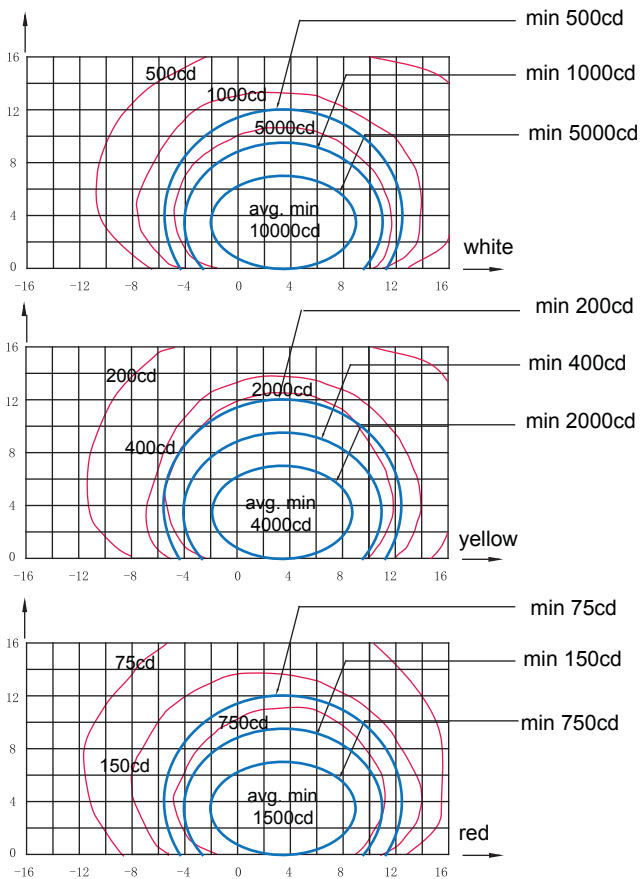 min 500cd
16
500cd
min 1000cd
1000cd
12
5000cd
min 5000cd
8
4
avg. min
10000cd
white
0
-16 -12 -8 -4 0 4 8 12 16
min 200cd
16
200cd
min 400cd
2000cd
12
min 2000cd
400cd
8
4
avg. min
4000cd
yellow
0
-16 -12 -8 -4 0 4 8 12 16
min 75cd
16
75cd
min 150cd
12
750cd
min 750cd
8
150cd
4
avg. min
1500cd
red
0
-16 -12 -8 -4 0 4 8 12 16